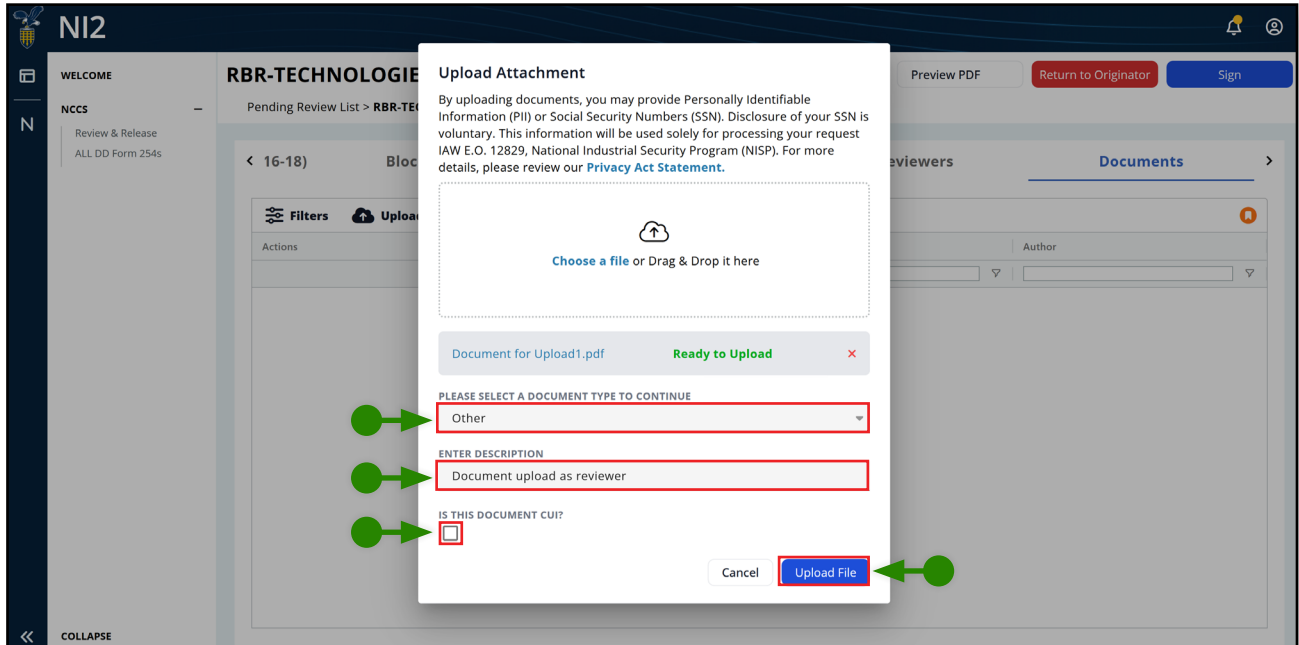 NI2
WELCOME
NCCS
Review & Release
ALL DD Form 254s
COLLAPSE
N
RBR-TECHNOLOGIE
Preview PDF
Return to Originator
Sign
Pending Review List > RBR-TE
16-18)
Bloc
eviewers
Documents
Filters
Uploa
Actions
Author
Upload Attachment
By uploading documents, you may provide Personally Identifiable
Information (PII) or Social Security Numbers (SSN). Disclosure of your SSN is
voluntary. This information will be used solely for processing your request
IAW E.O. 12829, National Industrial Security Program (NISP). For more
details, please review our Privacy Act Statement.
Choose a file or Drag & Drop it here
Document for Upload1.pdf Ready to Upload
PLEASE SELECT A DOCUMENT TYPE TO CONTINUE
Other
ENTER DESCRIPTION
Document upload as reviewer
IS THIS DOCUMENT CUI?
Cancel
Upload File